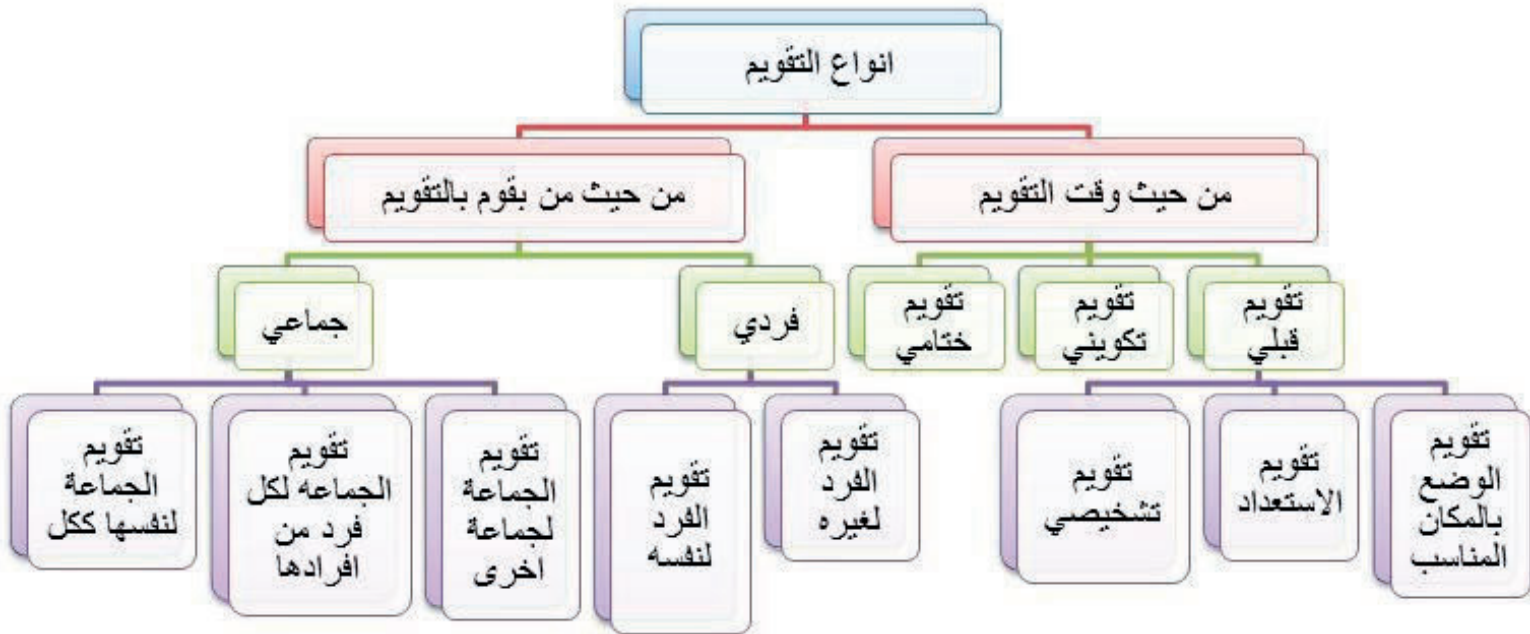 انواع التقويم
من حيث وقت التقويم
من حيث من بقوم بالتقويم
تقويم
قبلي
تقويم
تكويني
تقويم
ختامي
فردي
جماعي
تقويم
الوضع
بالمكان
المناسب
تقويم
الاستعداد
تقويم
تشخيصي
تقويم
الفرد
لغيره
تقويم
الفرد
لنفسه
تقويم
الجماعة
لجماعة
اخرى
تقويم
الجماعه لكل
فرد من
افرادها
تقويم
الجماعة
لنفسها ككل